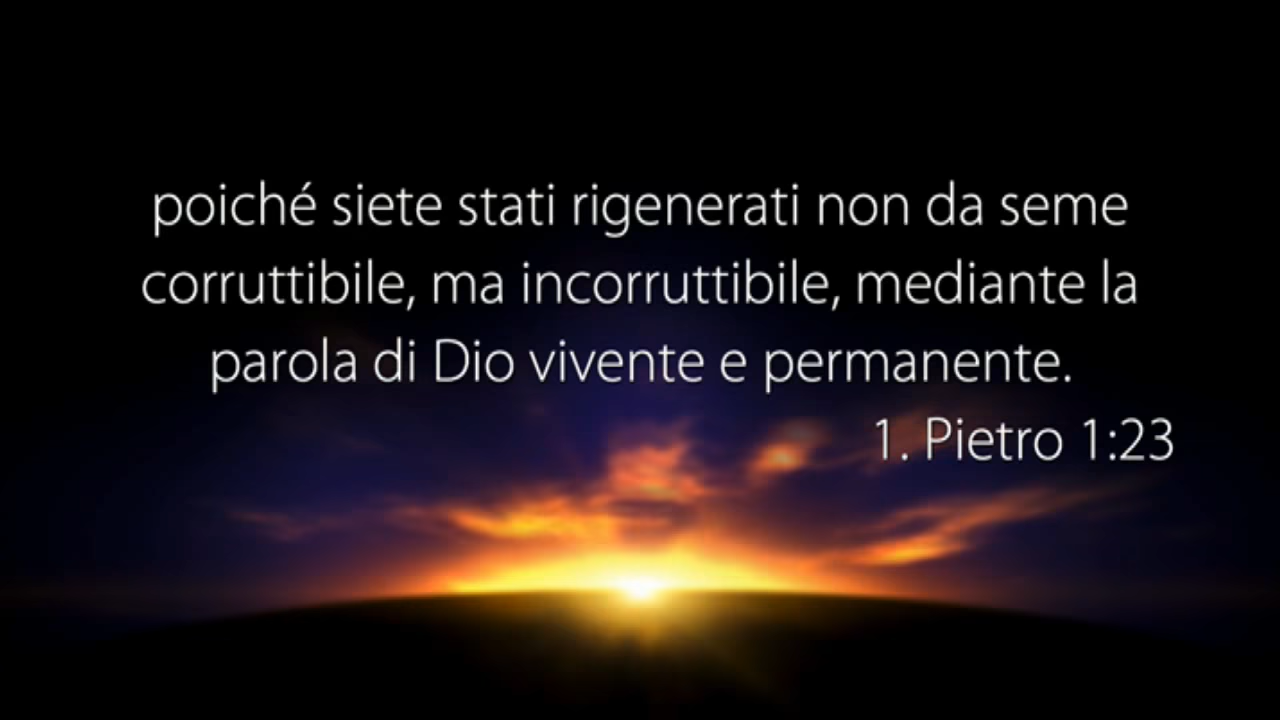 poiché siete stati rigenerati non da seme
corruttibile, ma incorruttibile, mediante la
parola di Dio vivente e permanente.
1. Pietro 1:23